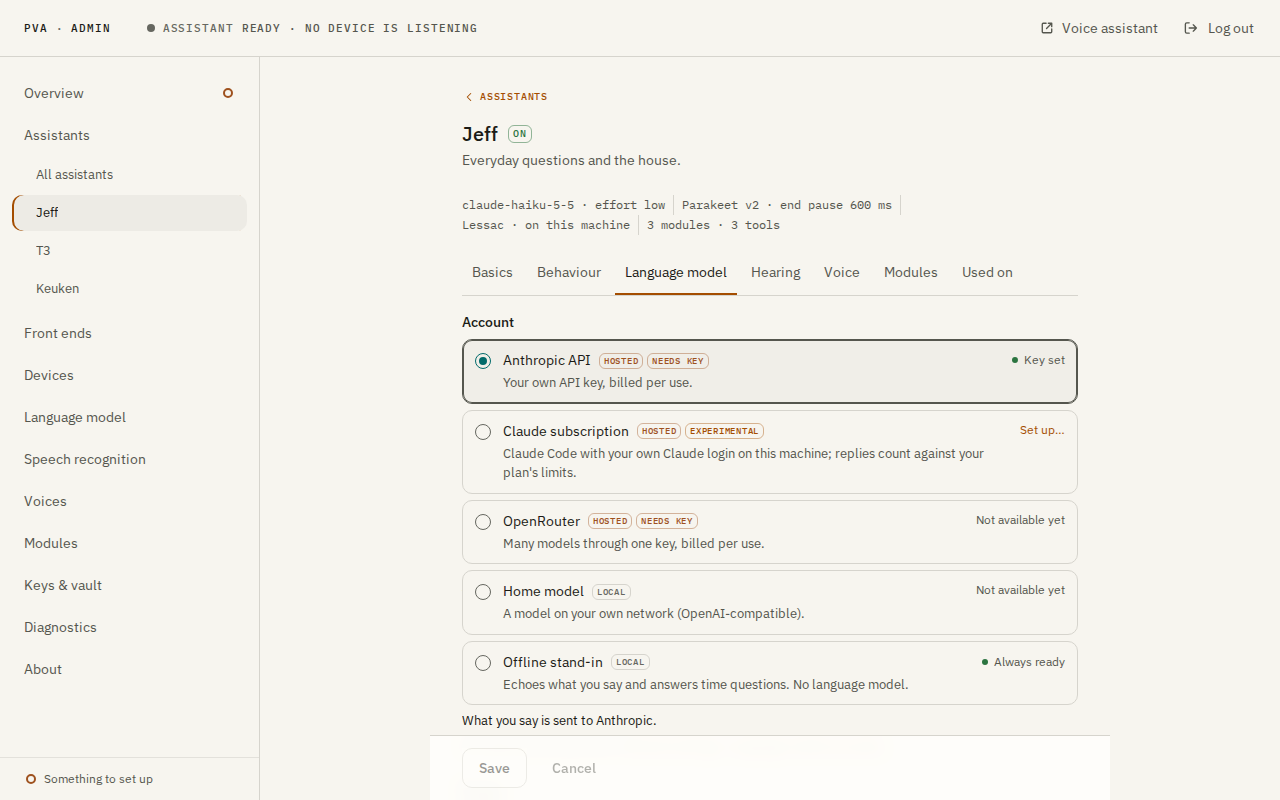 PVA · ADMIN
ASSISTANT READY · NO DEVICE IS LISTENING
Voice assistant
Log out
Overview
Assistants
All assistants
Jeff
T3
Keuken
Front ends
Devices
Language model
Speech recognition
Voices
Modules
Keys & vault
Diagnostics
About
Something to set up
ASSISTANTS
Jeff ON
Everyday questions and the house.
claude-haiku-5-5 · effort low
Parakeet v2 · end pause 600 ms
Lessac · on this machine
3 modules · 3 tools
Basics
Behaviour
Language model
Hearing
Voice
Modules
Used on
Account
Anthropic API HOSTED NEEDS KEY
Key set
Your own API key, billed per use.
Claude subscription HOSTED EXPERIMENTAL
Set up…
Claude Code with your own Claude login on this machine; replies count against your
plan's limits.
OpenRouter HOSTED NEEDS KEY
Not available yet
Many models through one key, billed per use.
Home model LOCAL
Not available yet
A model on your own network (OpenAI-compatible).
Offline stand-in LOCAL
Always ready
Echoes what you say and answers time questions. No language model.
What you say is sent to Anthropic.
Save
Cancel